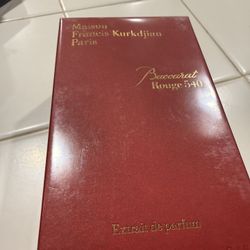 Maison
Francis Kurkdjian
Paris
Baccarat
Rouge 540
Extrait de parfum